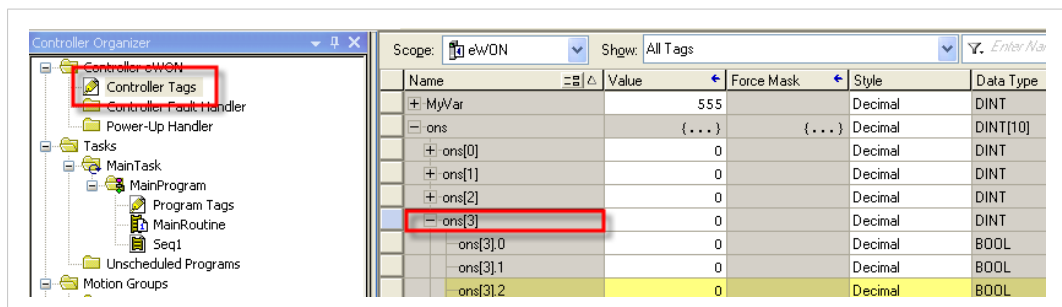 Controller Organizer
Controller eWON
Controller Tags
Controller Fault Handler
Power-Up Handler
Tasks
MainTask
MainProgram
Program Tags
MainRoutine
Seq1
Unscheduled Programs
Motion Groups
Scope: eWON Show: All Tags Enter Na
Name Value Force Mask Style Data Type
MyVar 555 Decimal DINT
ons {...} {...} Decimal DINT[10]
ons[0] 0 Decimal DINT
ons[1] 0 Decimal DINT
ons[2] 0 Decimal DINT
ons[3] 0 Decimal DINT
ons[3].0 0 Decimal BOOL
ons[3].1 0 Decimal BOOL
ons[3].2 0 Decimal BOOL